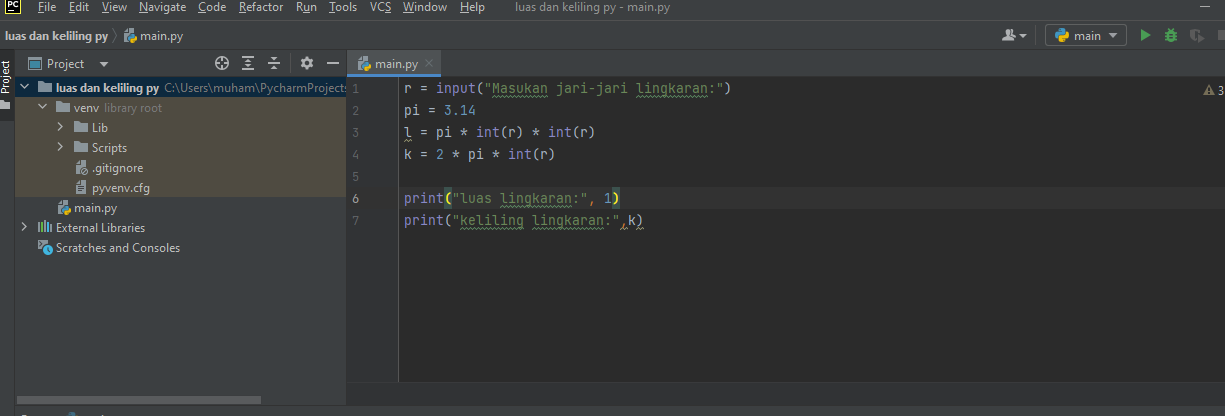 PC File Edit View Navigate Code Refactor Run Tools VCS Window Help luas dan keliling py - main.py
luas dan keliling py main.py main
Project Project main.py
luas dan keliling py C:\Users\muham\PycharmProjects
venv library root
Lib
Scripts
.gitignore
pyvenv.cfg
main.py
External Libraries
Scratches and Consoles
1 r = input("Masukan jari-jari lingkaran:") 3
2 pi = 3.14
3 l = pi * int(r) * int(r)
4 k = 2 * pi * int(r)
5
6 print("luas lingkaran:", 1)
7 print("keliling lingkaran:",k)